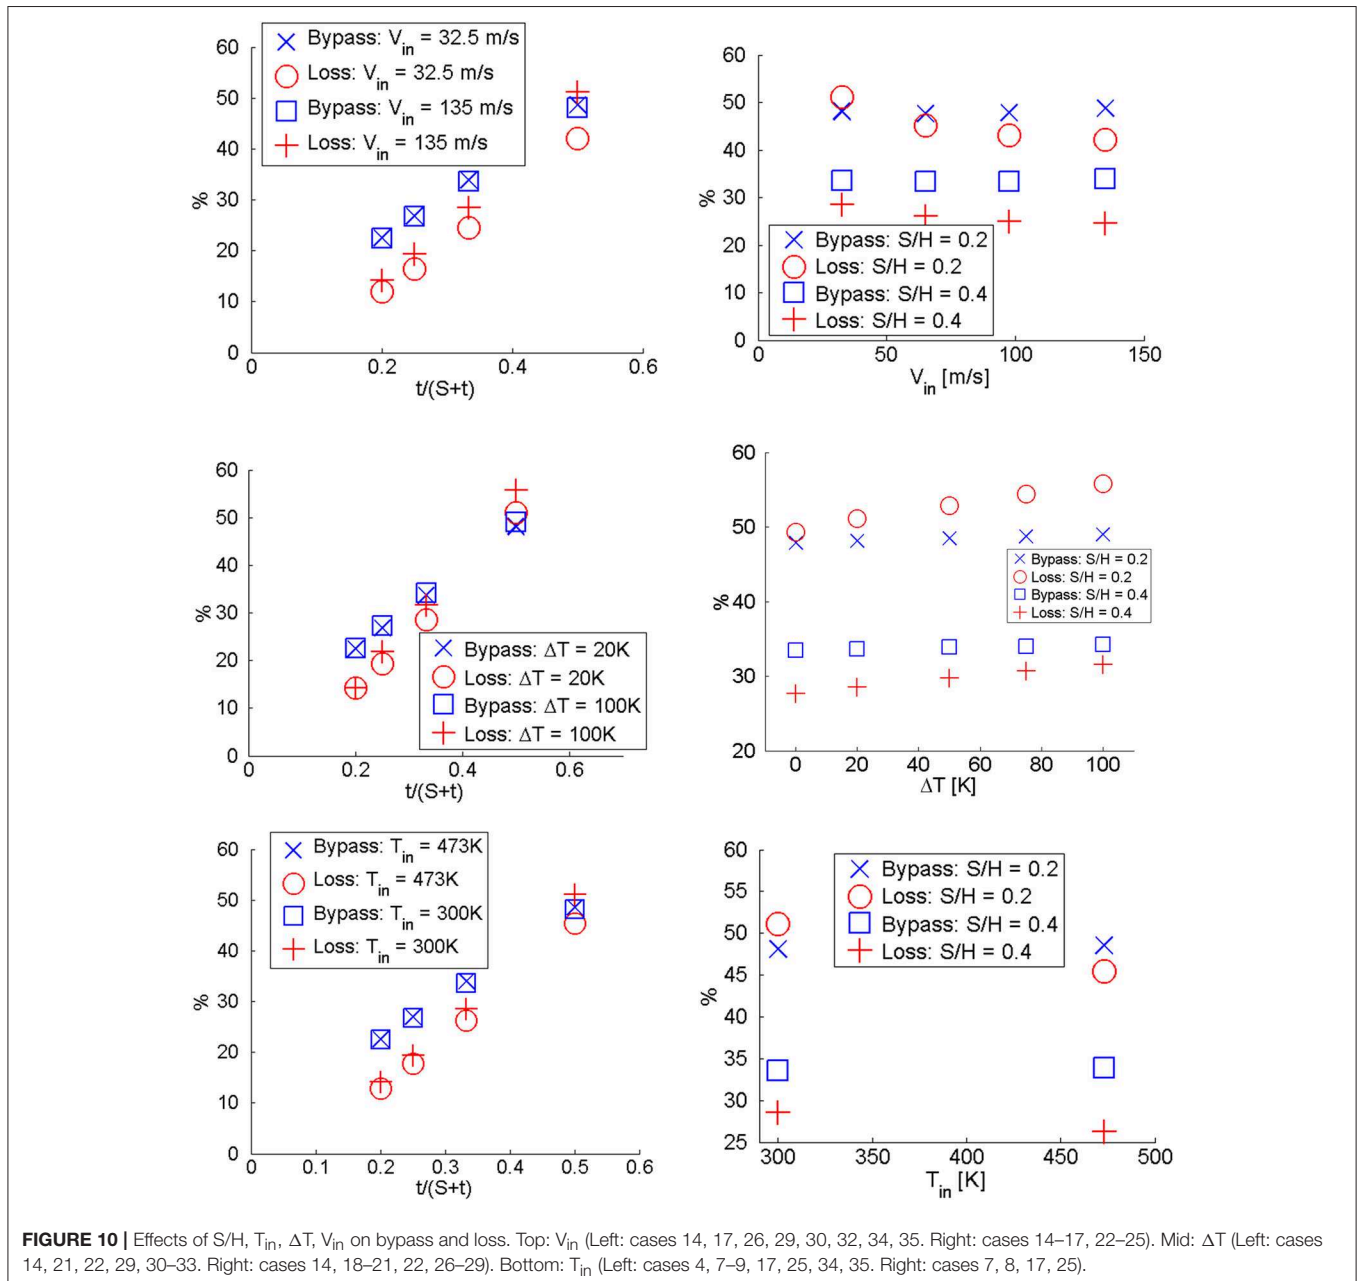 60
50
40
30
20
10
0
%
0
0.2
0.4
0.6
t/(S+t)
Bypass: V_in = 32.5 m/s
Loss: V_in = 32.5 m/s
Bypass: V_in = 135 m/s
Loss: V_in = 135 m/s
60
50
40
30
20
10
0
%
0
50
100
150
V_in [m/s]
Bypass: S/H = 0.2
Loss: S/H = 0.2
Bypass: S/H = 0.4
Loss: S/H = 0.4
60
50
40
30
20
10
0
%
0
0.2
0.4
0.6
t/(S+t)
Bypass: ΔT = 20K
Loss: ΔT = 20K
Bypass: ΔT = 100K
Loss: ΔT = 100K
60
50
40
30
20
%
0
20
40
60
80
100
ΔT [K]
Bypass: S/H = 0.2
Loss: S/H = 0.2
Bypass: S/H = 0.4
Loss: S/H = 0.4
60
50
40
30
20
10
0
%
0
0.1
0.2
0.3
0.4
0.5
0.6
t/(S+t)
Bypass: T_in = 473K
Loss: T_in = 473K
Bypass: T_in = 300K
Loss: T_in = 300K
60
55
50
45
40
35
30
25
%
300
350
400
450
500
T_in [K]
Bypass: S/H = 0.2
Loss: S/H = 0.2
Bypass: S/H = 0.4
Loss: S/H = 0.4
FIGURE 10 | Effects of S/H, T_in, ΔT, V_in on bypass and loss. Top: V_in (Left: cases 14, 17, 26, 29, 30, 32, 34, 35. Right: cases 14–17, 22–25). Mid: ΔT (Left: cases
14, 21, 22, 29, 30–33. Right: cases 14, 18–21, 22, 26–29). Bottom: T_in (Left: cases 4, 7–9, 17, 25, 34, 35. Right: cases 7, 8, 17, 25).